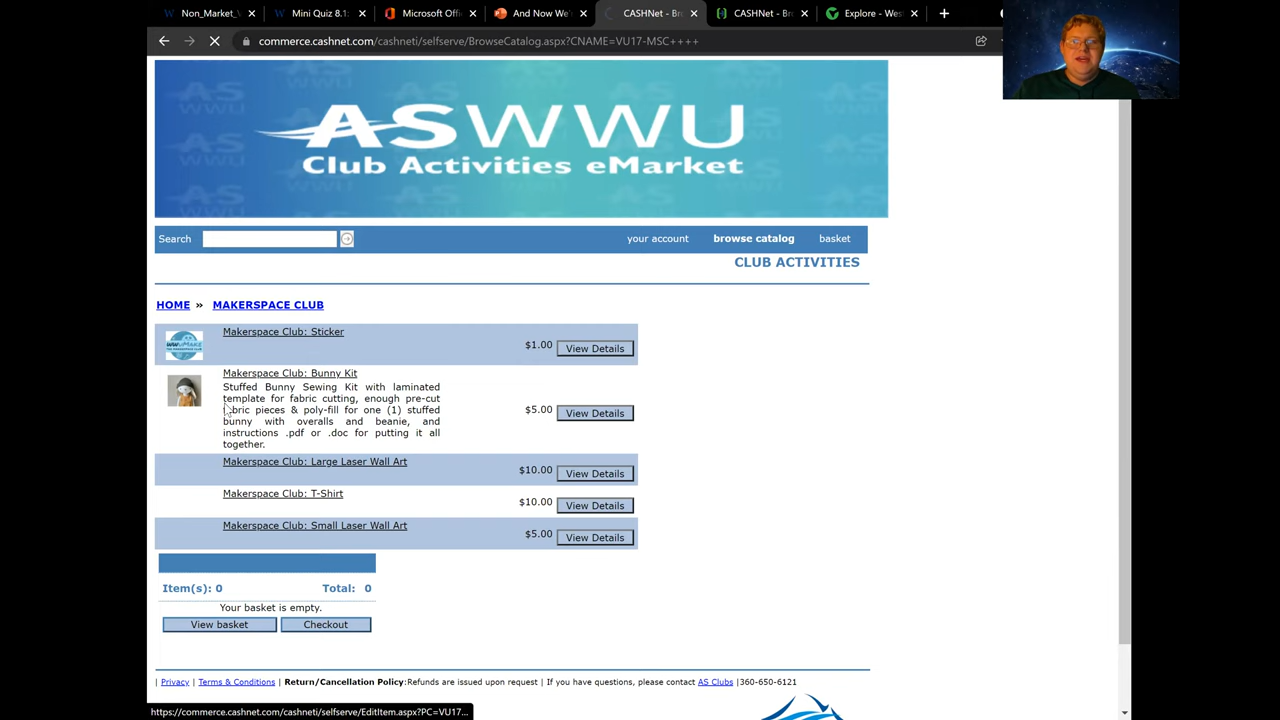 Non_Market_
Mini Quiz 8.1:
Microsoft Offi
And Now We'
CASHNet - Br
CASHNet - Bro
Explore - Wes
commerce.cashnet.com/cashneti/selfserve/BrowseCatalog.aspx?CNAME=VU17-MSC++++
ASWWU
Club Activities eMarket
Search
your account
browse catalog
basket
CLUB ACTIVITIES
HOME » MAKERSPACE CLUB
Makerspace Club: Sticker
$1.00 View Details
Makerspace Club: Bunny Kit
Stuffed Bunny Sewing Kit with laminated
template for fabric cutting, enough pre-cut
fabric pieces & poly-fill for one (1) stuffed
bunny with overalls and beanie, and
instructions .pdf or .doc for putting it all
together.
$5.00 View Details
Makerspace Club: Large Laser Wall Art
$10.00 View Details
Makerspace Club: T-Shirt
$10.00 View Details
Makerspace Club: Small Laser Wall Art
$5.00 View Details
Item(s): 0 Total: 0
Your basket is empty.
View basket Checkout
| Privacy | Terms & Conditions | Return/Cancellation Policy:Refunds are issued upon request | If you have questions, please contact AS Clubs |360-650-6121
https://commerce.cashnet.com/cashneti/selfserve/EditItem.aspx?PC=VU17...